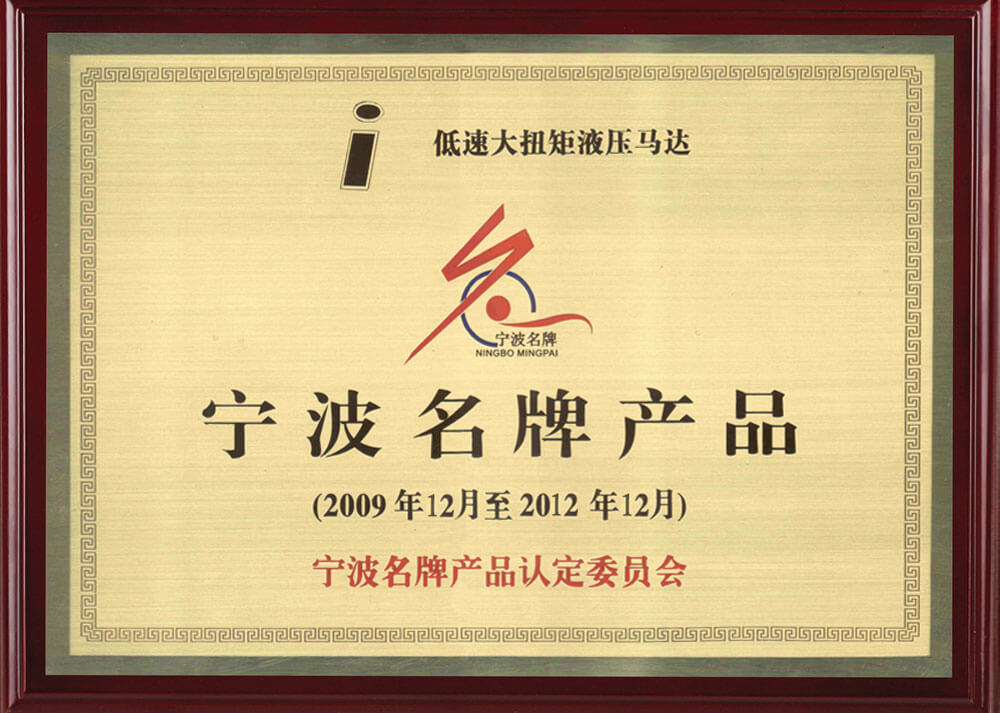 i 低速大扭矩液压马达
宁波名牌
NINGBO MINGPAI
宁波名牌产品
(2009年12月至2012年12月)
宁波名牌产品认定委员会